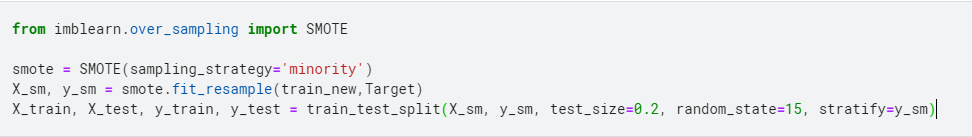 from imblearn.over_sampling import SMOTE
smote = SMOTE(sampling_strategy='minority')
X_sm, y_sm = smote.fit_resample(train_new,Target)
X_train, X_test, y_train, y_test = train_test_split(X_sm, y_sm, test_size=0.2, random_state=15, stratify=y_sm)